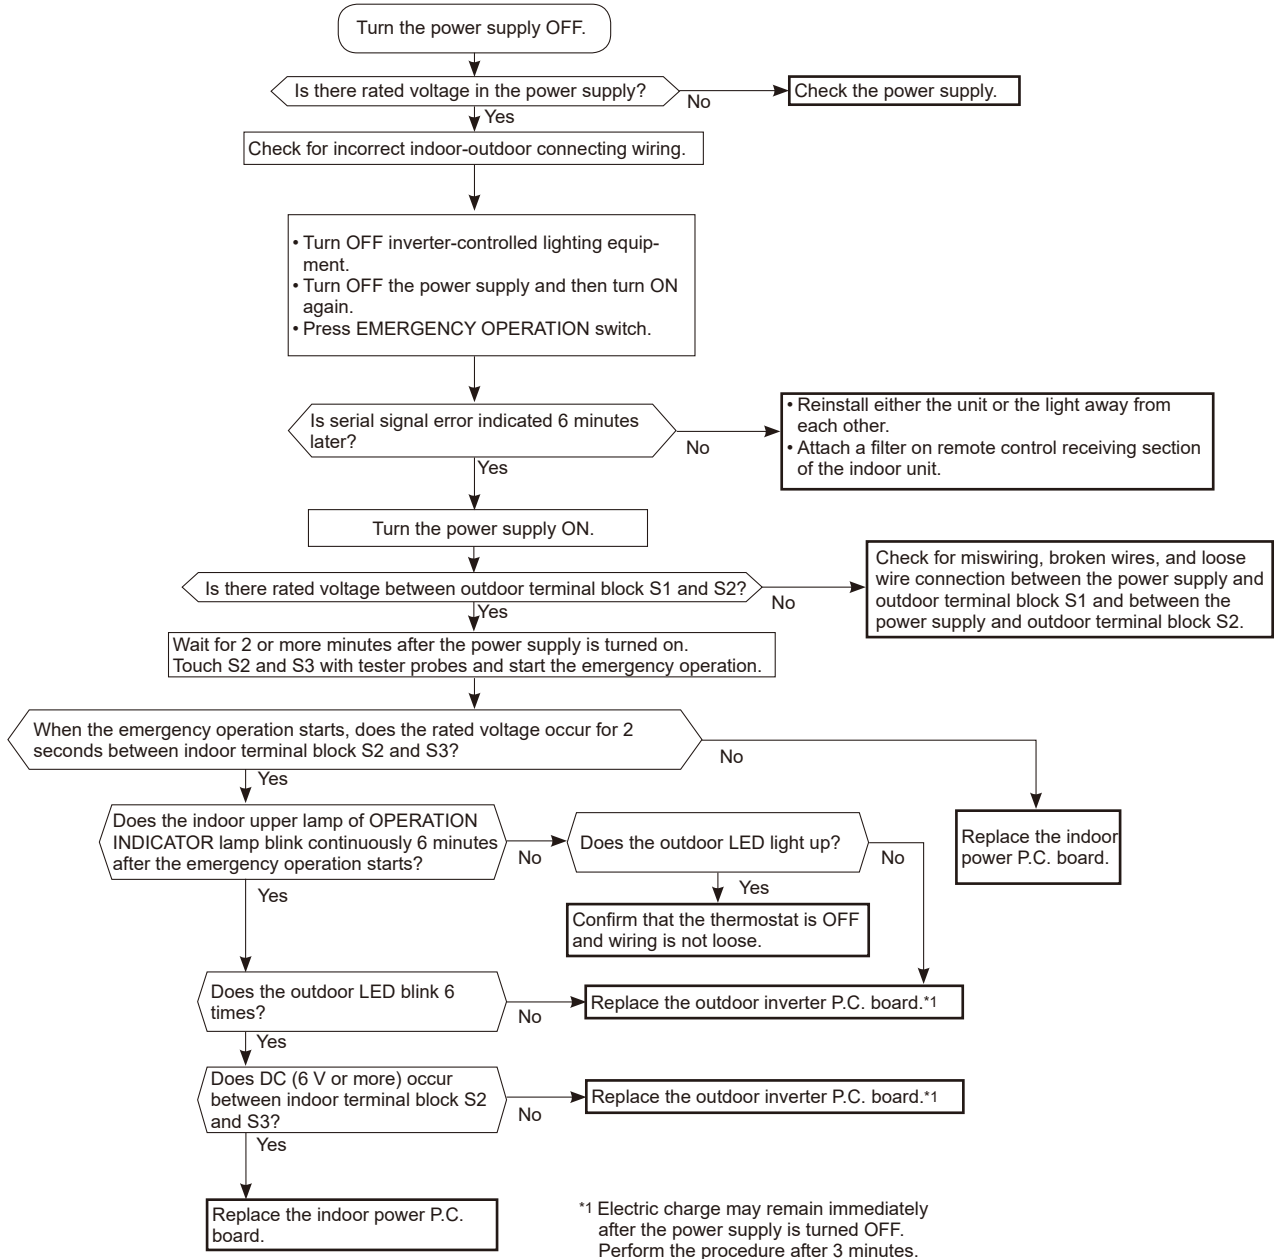 Turn the power supply OFF.
Is there rated voltage in the power supply?
No
Check the power supply.
Yes
Check for incorrect indoor-outdoor connecting wiring.
• Turn OFF inverter-controlled lighting equip-
ment.
• Turn OFF the power supply and then turn ON
again.
• Press EMERGENCY OPERATION switch.
Is serial signal error indicated 6 minutes
later?
No
• Reinstall either the unit or the light away from
each other.
• Attach a filter on remote control receiving section
of the indoor unit.
Yes
Turn the power supply ON.
Is there rated voltage between outdoor terminal block S1 and S2?
No
Check for miswiring, broken wires, and loose
wire connection between the power supply and
outdoor terminal block S1 and between the
power supply and outdoor terminal block S2.
Yes
Wait for 2 or more minutes after the power supply is turned on.
Touch S2 and S3 with tester probes and start the emergency operation.
When the emergency operation starts, does the rated voltage occur for 2
seconds between indoor terminal block S2 and S3?
No
Replace the indoor
power P.C. board.
Yes
Does the indoor upper lamp of OPERATION
INDICATOR lamp blink continuously 6 minutes
after the emergency operation starts?
No
Does the outdoor LED light up?
No
Yes
Confirm that the thermostat is OFF
and wiring is not loose.
Yes
Does the outdoor LED blink 6
times?
No
Replace the outdoor inverter P.C. board.*1
Yes
Does DC (6 V or more) occur
between indoor terminal block S2
and S3?
No
Replace the outdoor inverter P.C. board.*1
Yes
Replace the indoor power P.C.
board.
*1 Electric charge may remain immediately
after the power supply is turned OFF.
Perform the procedure after 3 minutes.